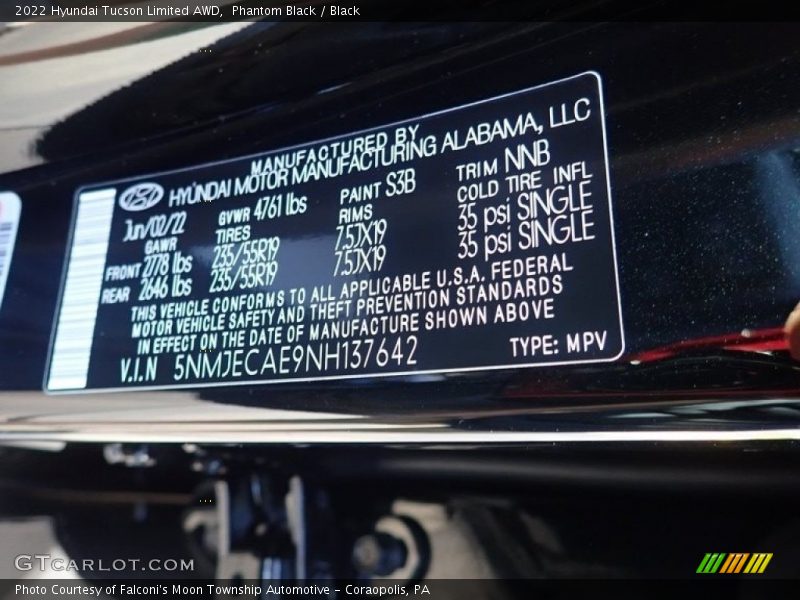 2022 Hyundai Tucson Limited AWD, Phantom Black / Black
MANUFACTURED BY
HYUNDAI MOTOR MANUFACTURING ALABAMA, LLC
Jun/02/22 GVWR 4761 lbs PAINT S3B TRIM NNB
GAWR TIRES RIMS COLD TIRE INFL
FRONT 2778 lbs 235/55R19 7.5JX19 35 psi SINGLE
REAR 2646 lbs 235/55R19 7.5JX19 35 psi SINGLE
THIS VEHICLE CONFORMS TO ALL APPLICABLE U.S.A. FEDERAL
MOTOR VEHICLE SAFETY AND THEFT PREVENTION STANDARDS
IN EFFECT ON THE DATE OF MANUFACTURE SHOWN ABOVE
V.I.N 5NMJECAE9NH137642 TYPE: MPV
GTCARLOT.COM
Photo Courtesy of Falconi's Moon Township Automotive - Coraopolis, PA